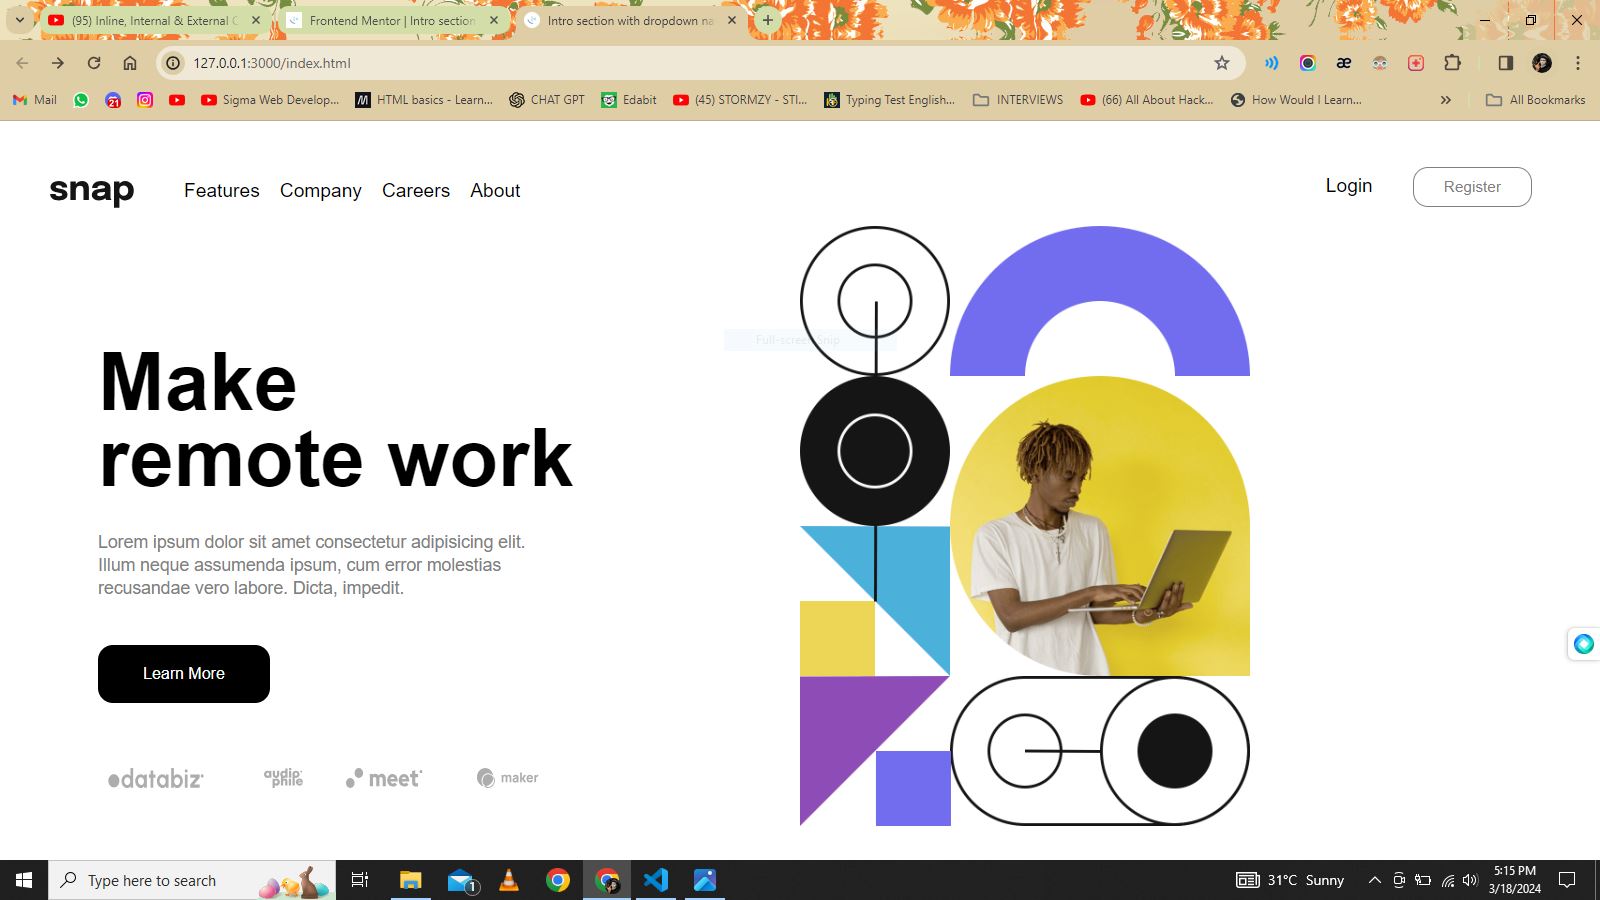 (95) Inline, Internal & External C
Frontend Mentor | Intro section
Intro section with dropdown na
127.0.0.1:3000/index.html
Mail
21
Sigma Web Develop...
HTML basics - Learn...
CHAT GPT
Edabit
(45) STORMZY - STI...
Typing Test English...
INTERVIEWS
(66) All About Hack...
How Would I Learn...
All Bookmarks
snap
Features
Company
Careers
About
Login
Register
Full-screen Snip
Make
remote work
Lorem ipsum dolor sit amet consectetur adipisicing elit.
Illum neque assumenda ipsum, cum error molestias
recusandae vero labore. Dicta, impedit.
Learn More
databiz
audiophile
meet
maker
Type here to search
1
31°C Sunny
5:15 PM
3/18/2024